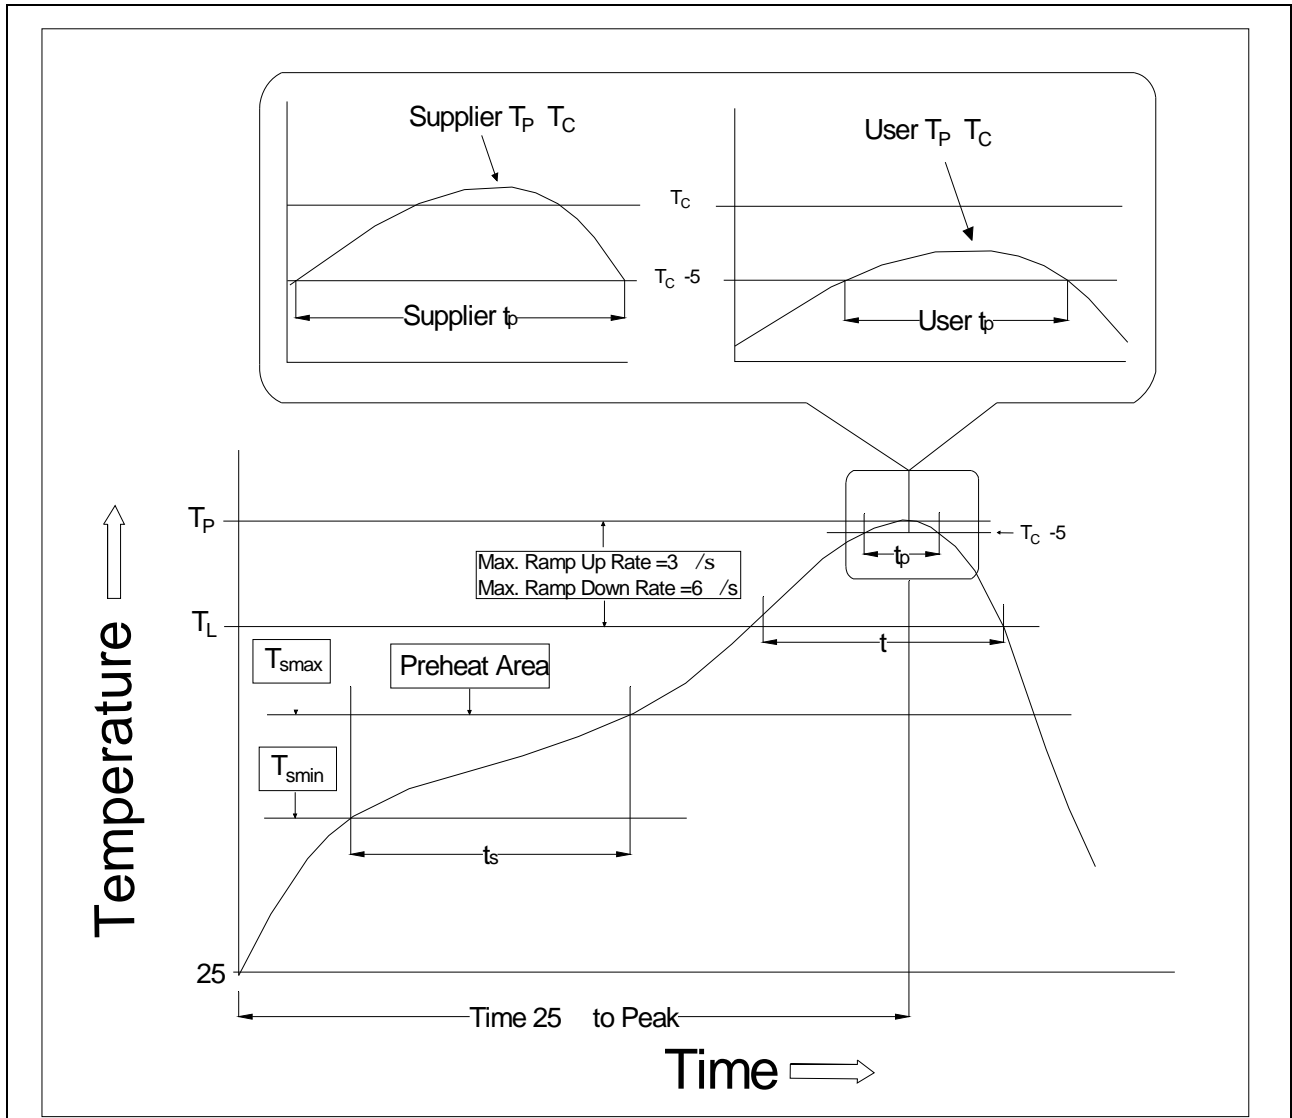 Supplier TP TC
User TP TC
TC
TC -5
Supplier tp
User tp
TP
TC -5
Max. Ramp Up Rate =3 /s
Max. Ramp Down Rate =6 /s
tp
TL
t
Tsmax
Preheat Area
Tsmin
ts
Temperature
25
Time 25 to Peak
Time